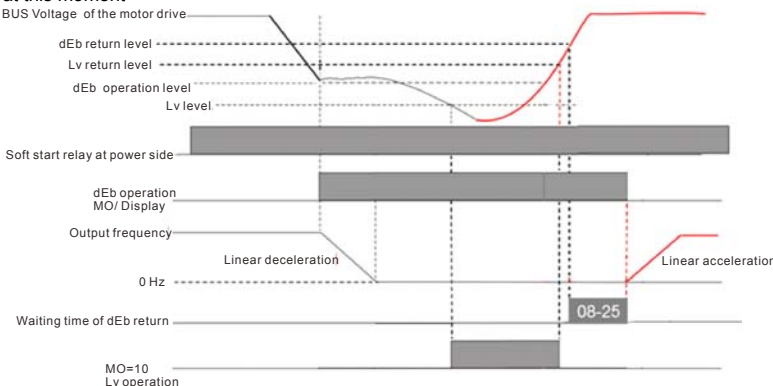 at this moment
BUS Voltage of the motor drive
dEb return level
Lv return level
dEb operation level
Lv level
Soft start relay at power side
dEb operation
MO/ Display
Output frequency
Linear deceleration
Linear acceleration
0 Hz
08-25
Waiting time of dEb return
MO=10
Lv operation